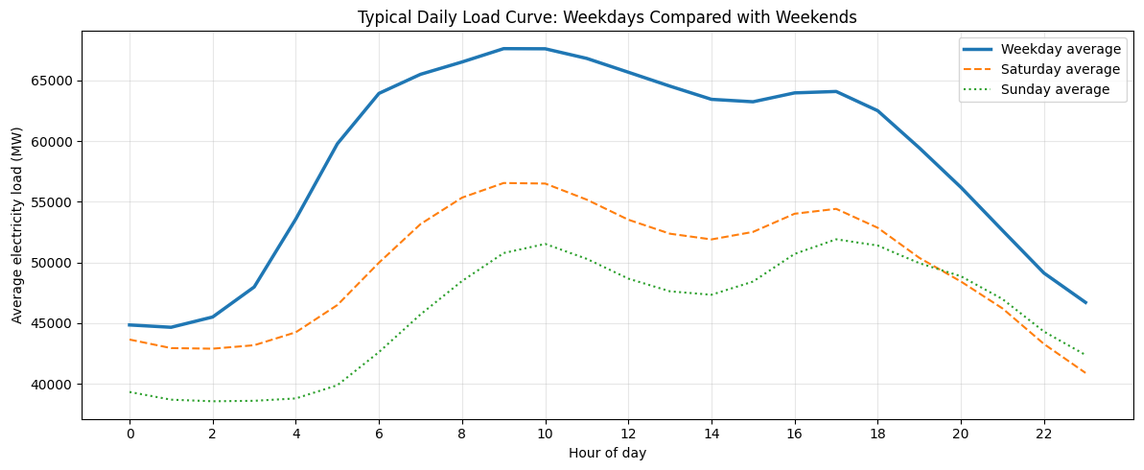 Typical Daily Load Curve: Weekdays Compared with Weekends
Weekday average
Saturday average
Sunday average
Average electricity load (MW)
65000
60000
55000
50000
45000
40000
0 2 4 6 8 10 12 14 16 18 20 22
Hour of day